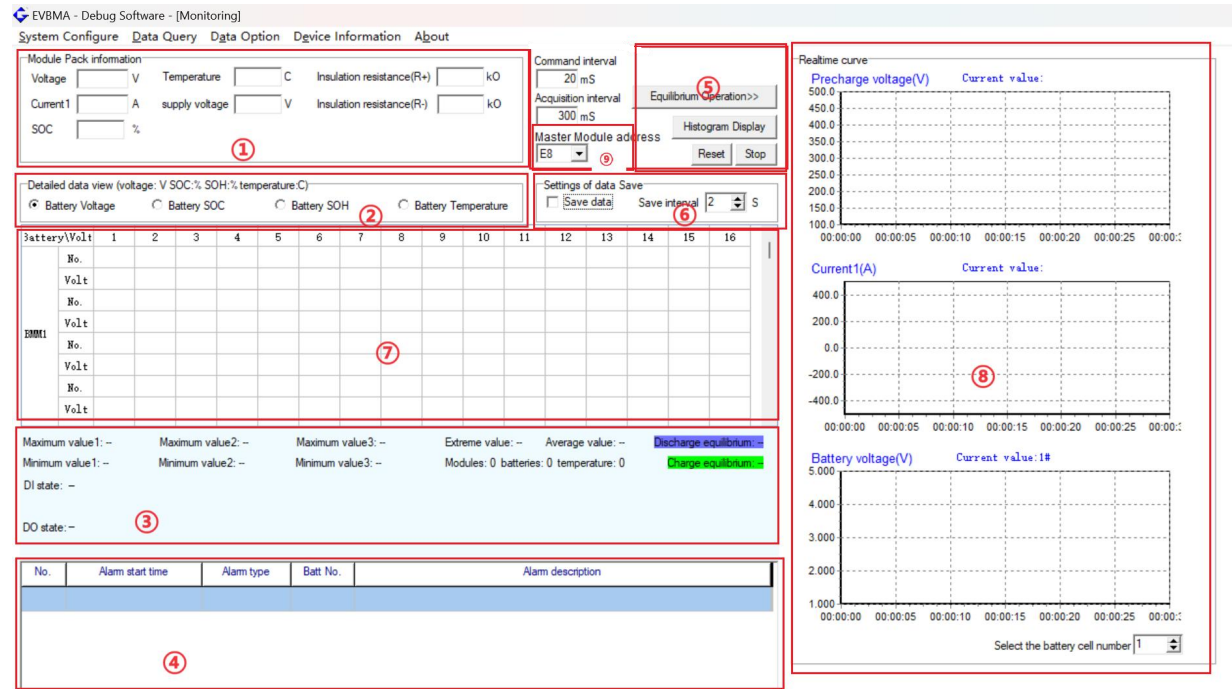 EVBMA - Debug Software - [Monitoring]
System Configure Data Query Data Option Device Information About
Module Pack information
Voltage V Temperature C Insulation resistance(R+) kO
Current1 A supply voltage V Insulation resistance(R-) kO
SOC %
①
Command interval
20 mS
Acquisition interval
300 mS
Master Module address
E8
⑨
⑤
Equilibrium Operation>>
Histogram Display
Reset Stop
Detailed data view (voltage: V SOC:% SOH:% temperature:C)
Battery Voltage Battery SOC Battery SOH Battery Temperature
②
Settings of data Save
Save data Save interval 2 S
⑥
Battery\Volt 1 2 3 4 5 6 7 8 9 10 11 12 13 14 15 16
No.
Volt
No.
Volt
BMM1
No.
Volt
No.
Volt
⑦
Maximum value1: -- Maximum value2: -- Maximum value3: -- Extreme value: -- Average value: -- Discharge equilibrium: --
Minimum value1: -- Minimum value2: -- Minimum value3: -- Modules: 0 batteries: 0 temperature: 0 Charge equilibrium: --
DI state: --
DO state: --
③
No. Alarm start time Alarm type Batt No. Alarm description
④
Realtime curve
Precharge voltage(V) Current value:
500.0
450.0
400.0
350.0
300.0
250.0
200.0
150.0
100.0
00:00:00 00:00:05 00:00:10 00:00:15 00:00:20 00:00:25 00:00:
Current1(A) Current value:
400.0
200.0
0.0
-200.0
-400.0
⑧
00:00:00 00:00:05 00:00:10 00:00:15 00:00:20 00:00:25 00:00:
Battery voltage(V) Current value:1#
5.000
4.000
3.000
2.000
1.000
00:00:00 00:00:05 00:00:10 00:00:15 00:00:20 00:00:25 00:00:
Select the battery cell number 1